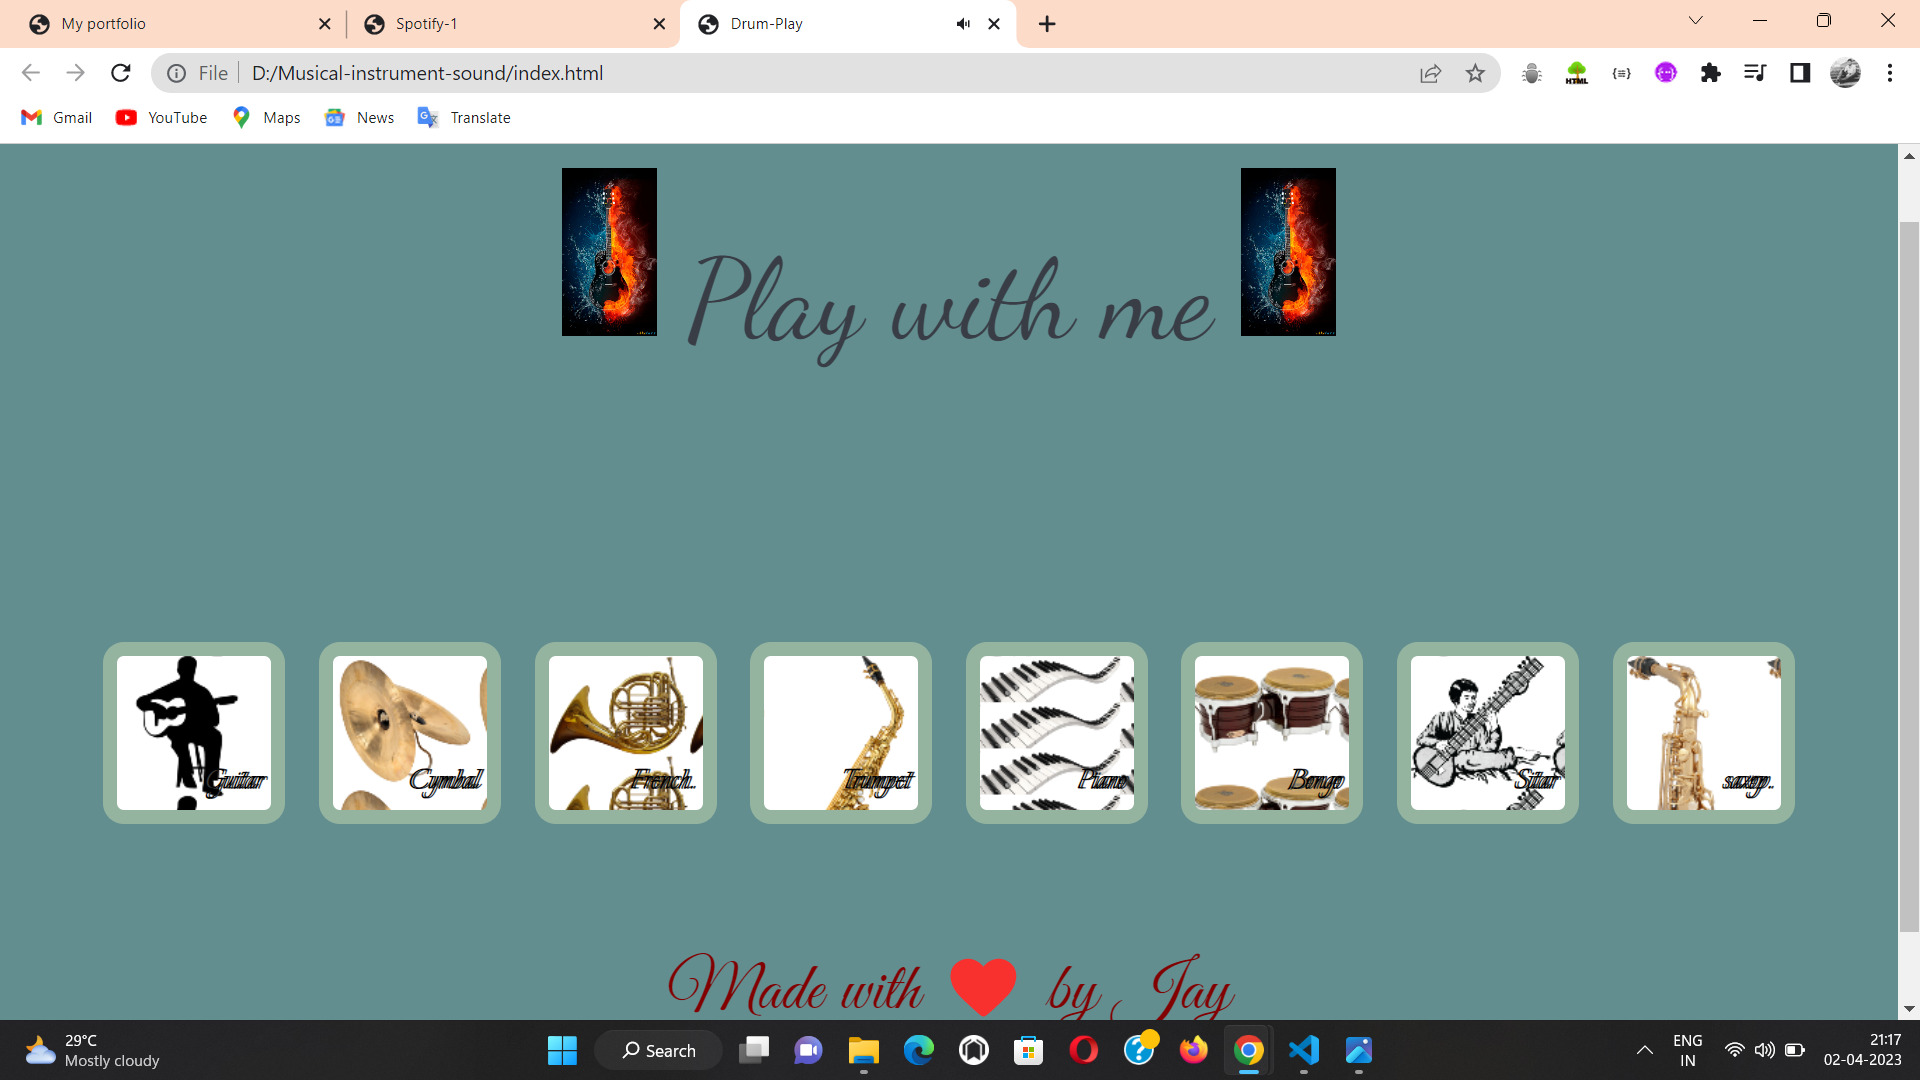 My portfolio
Spotify-1
Drum-Play
File
D:/Musical-instrument-sound/index.html
HTML
Gmail
YouTube
Maps
News
Translate
Play with me
Guitar
Cymbal
French..
Trumpet
Piano
Bongo
Sitar
saxop..
Made with ❤ by Jay
29°C
Mostly cloudy
Search
ENG
IN
21:17
02-04-2023